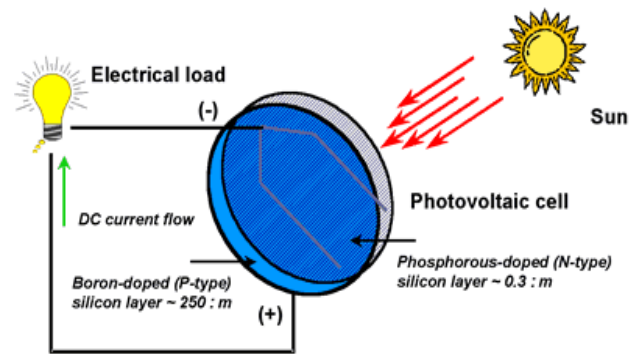 Electrical load
(-)
Sun
DC current flow
Photovoltaic cell
Boron-doped (P-type)
silicon layer ~ 250 : m
Phosphorous-doped (N-type)
silicon layer ~ 0.3 : m
(+)